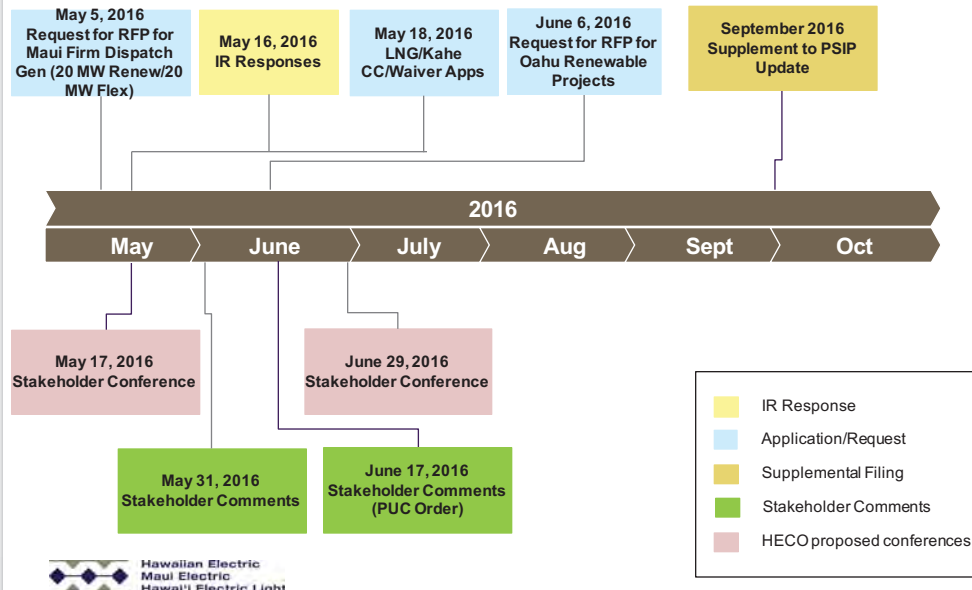 May 5, 2016
Request for RFP for
Maui Firm Dispatch
Gen (20 MW Renew/20
MW Flex)
May 16, 2016
IR Responses
May 18, 2016
LNG/Kahe
CC/Waiver Apps
June 6, 2016
Request for RFP for
Oahu Renewable
Projects
September 2016
Supplement to PSIP
Update
2016
May
June
July
Aug
Sept
Oct
May 17, 2016
Stakeholder Conference
June 29, 2016
Stakeholder Conference
May 31, 2016
Stakeholder Comments
June 17, 2016
Stakeholder Comments
(PUC Order)
IR Response
Application/Request
Supplemental Filing
Stakeholder Comments
HECO proposed conferences
Hawaiian Electric
Maui Electric
Hawai'i Electric Light